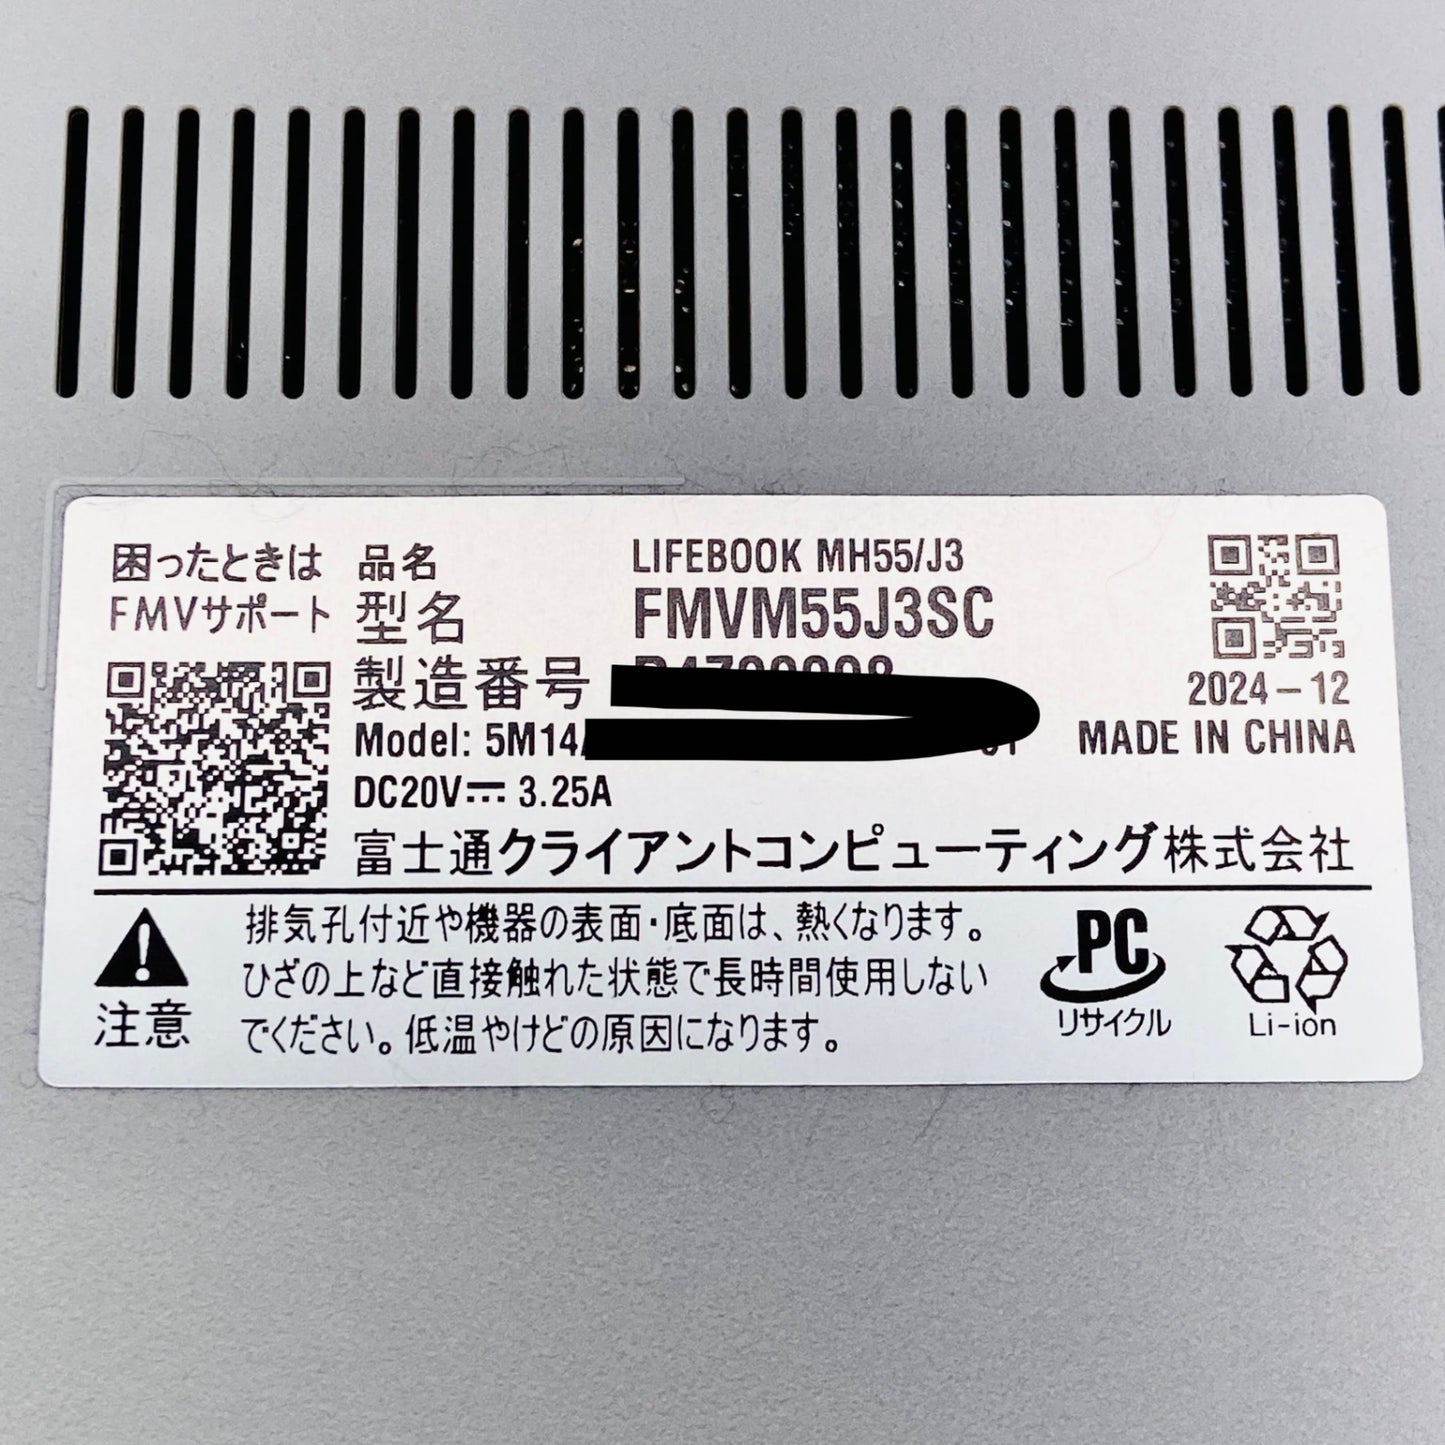 困ったときは
FMVサポート
品名 LIFEBOOK MH55/J3
型名 FMVM55J3SC
製造番号
Model: 5M14
DC20V⎓3.25A
2024-12
MADE IN CHINA
富士通クライアントコンピューティング株式会社
注意
排気孔付近や機器の表面・底面は、熱くなります。
ひざの上など直接触れた状態で長時間使用しない
でください。低温やけどの原因になります。
PC
リサイクル
Li-ion